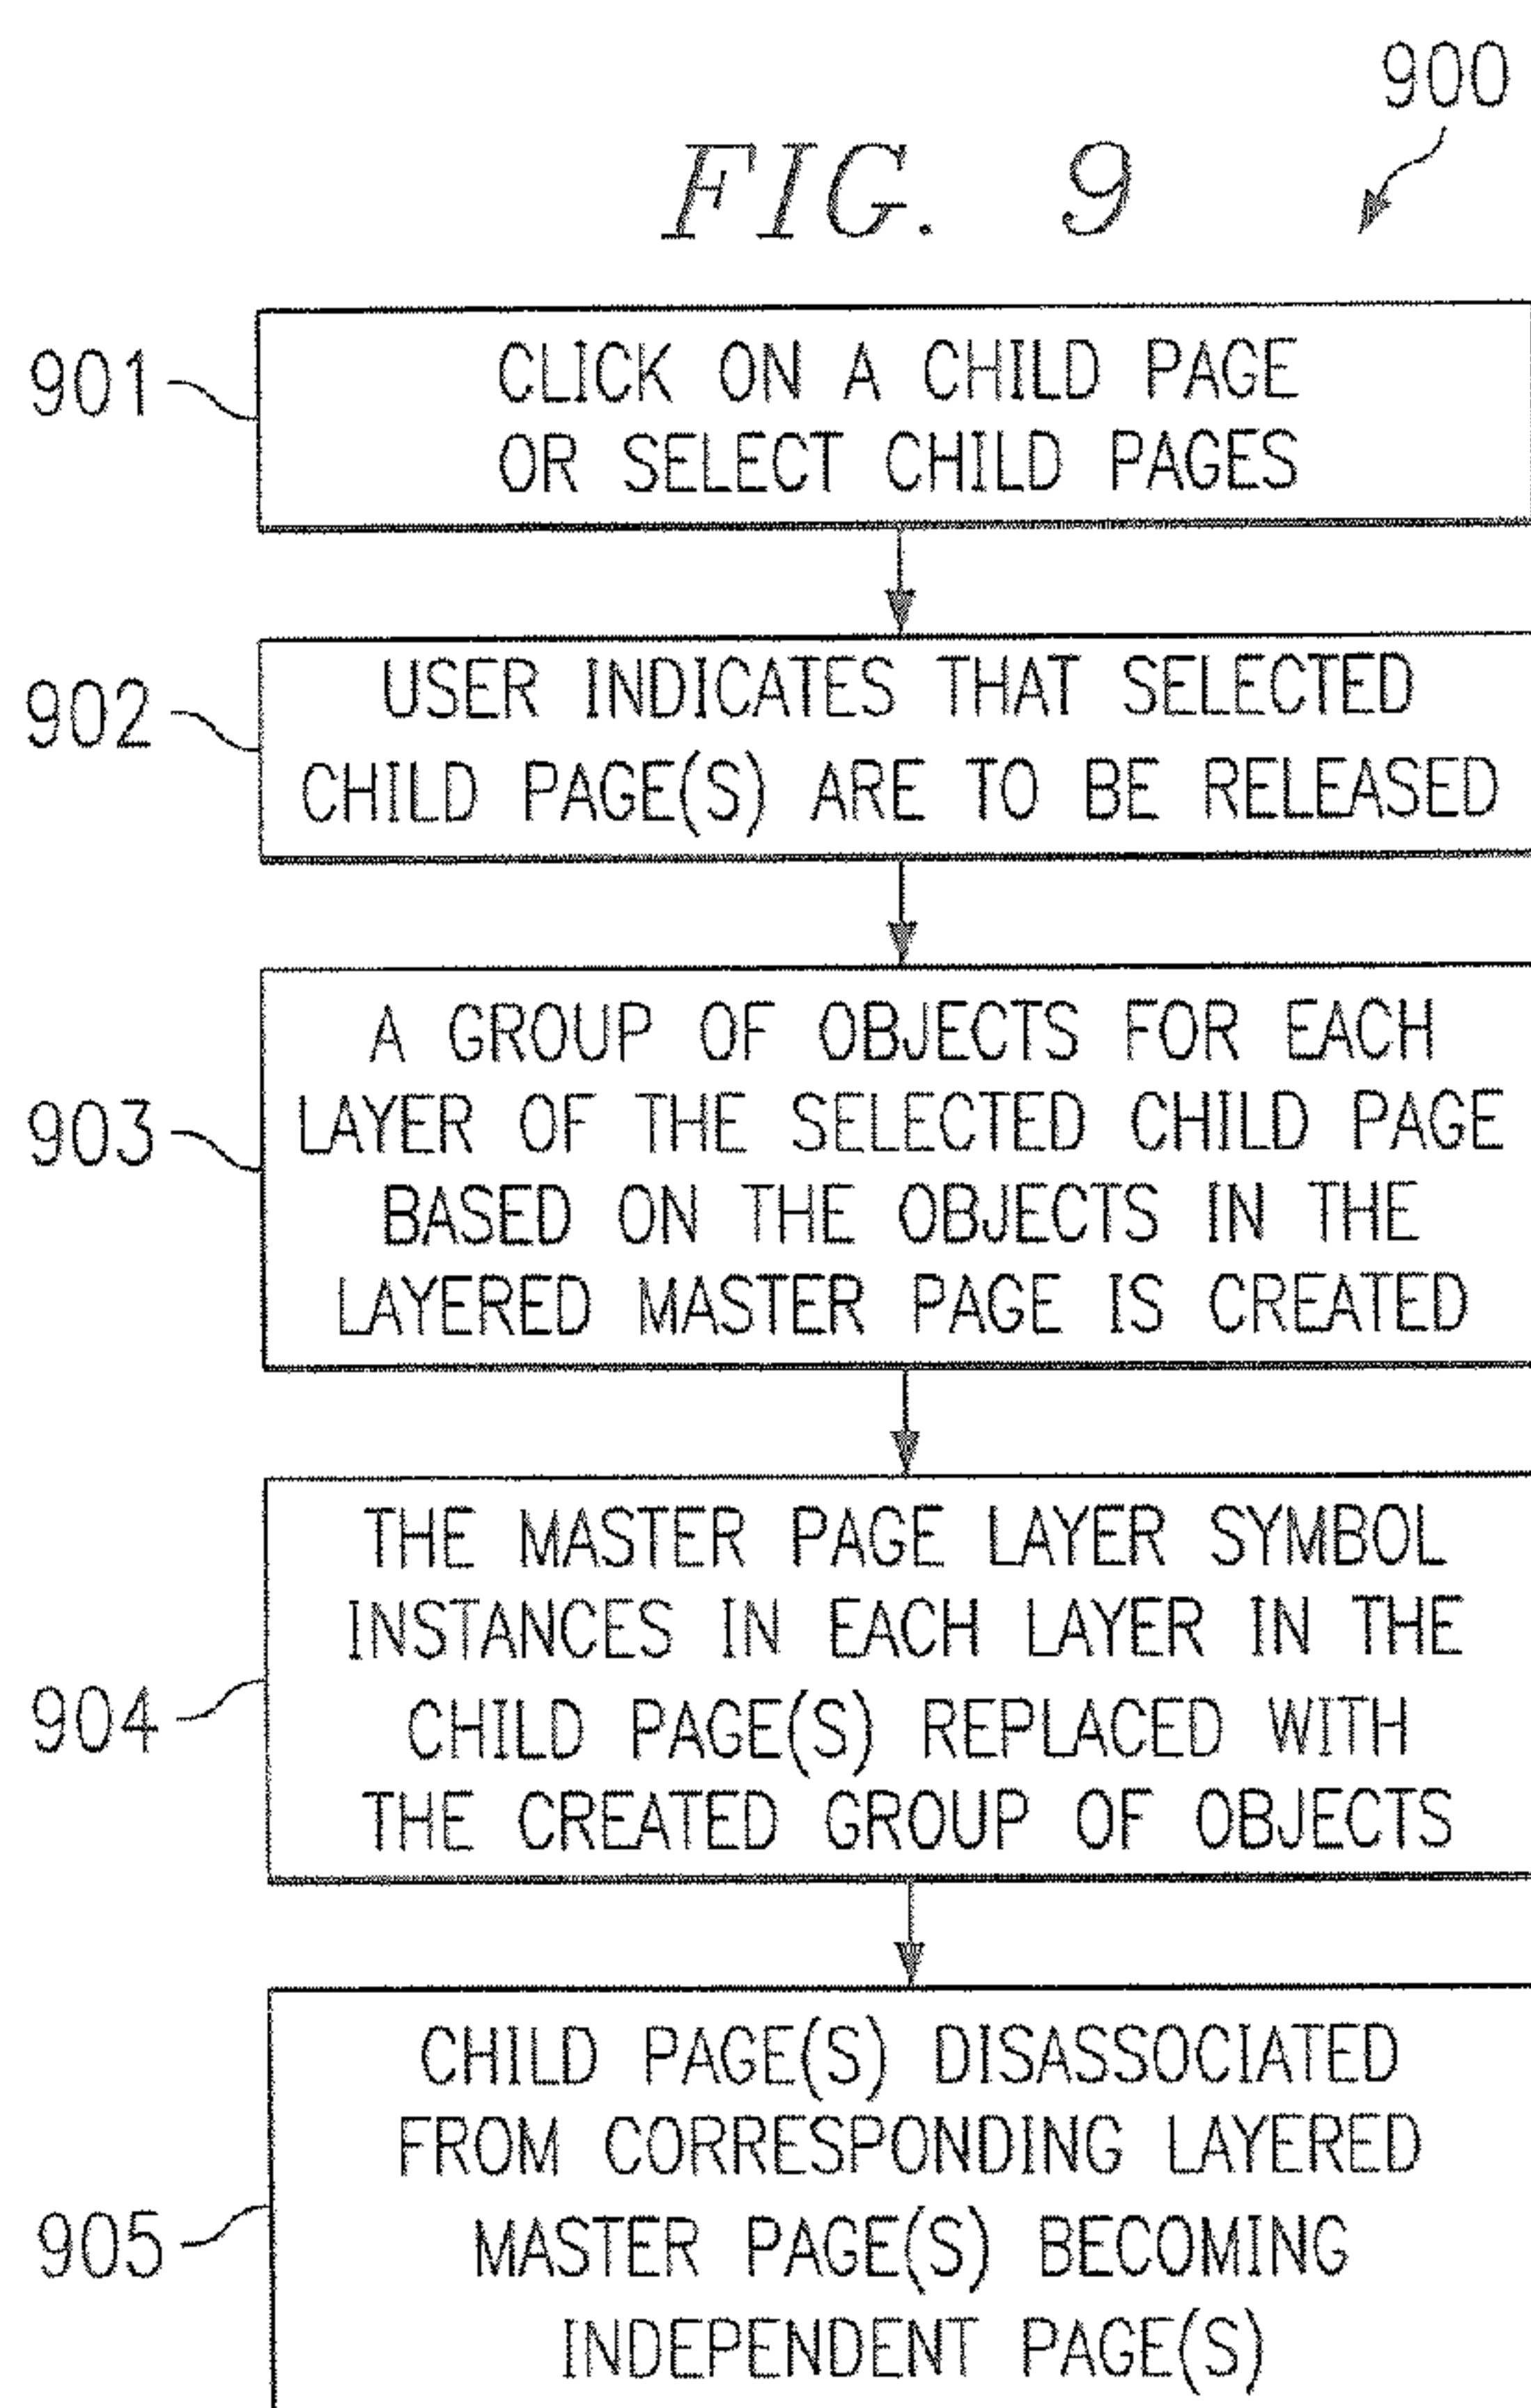 900
FIG. 9
901
CLICK ON A CHILD PAGE
OR SELECT CHILD PAGES
902
USER INDICATES THAT SELECTED
CHILD PAGE(S) ARE TO BE RELEASED
903
A GROUP OF OBJECTS FOR EACH
LAYER OF THE SELECTED CHILD PAGE
BASED ON THE OBJECTS IN THE
LAYERED MASTER PAGE IS CREATED
904
THE MASTER PAGE LAYER SYMBOL
INSTANCES IN EACH LAYER IN THE
CHILD PAGE(S) REPLACED WITH
THE CREATED GROUP OF OBJECTS
905
CHILD PAGE(S) DISASSOCIATED
FROM CORRESPONDING LAYERED
MASTER PAGE(S) BECOMING
INDEPENDENT PAGE(S)